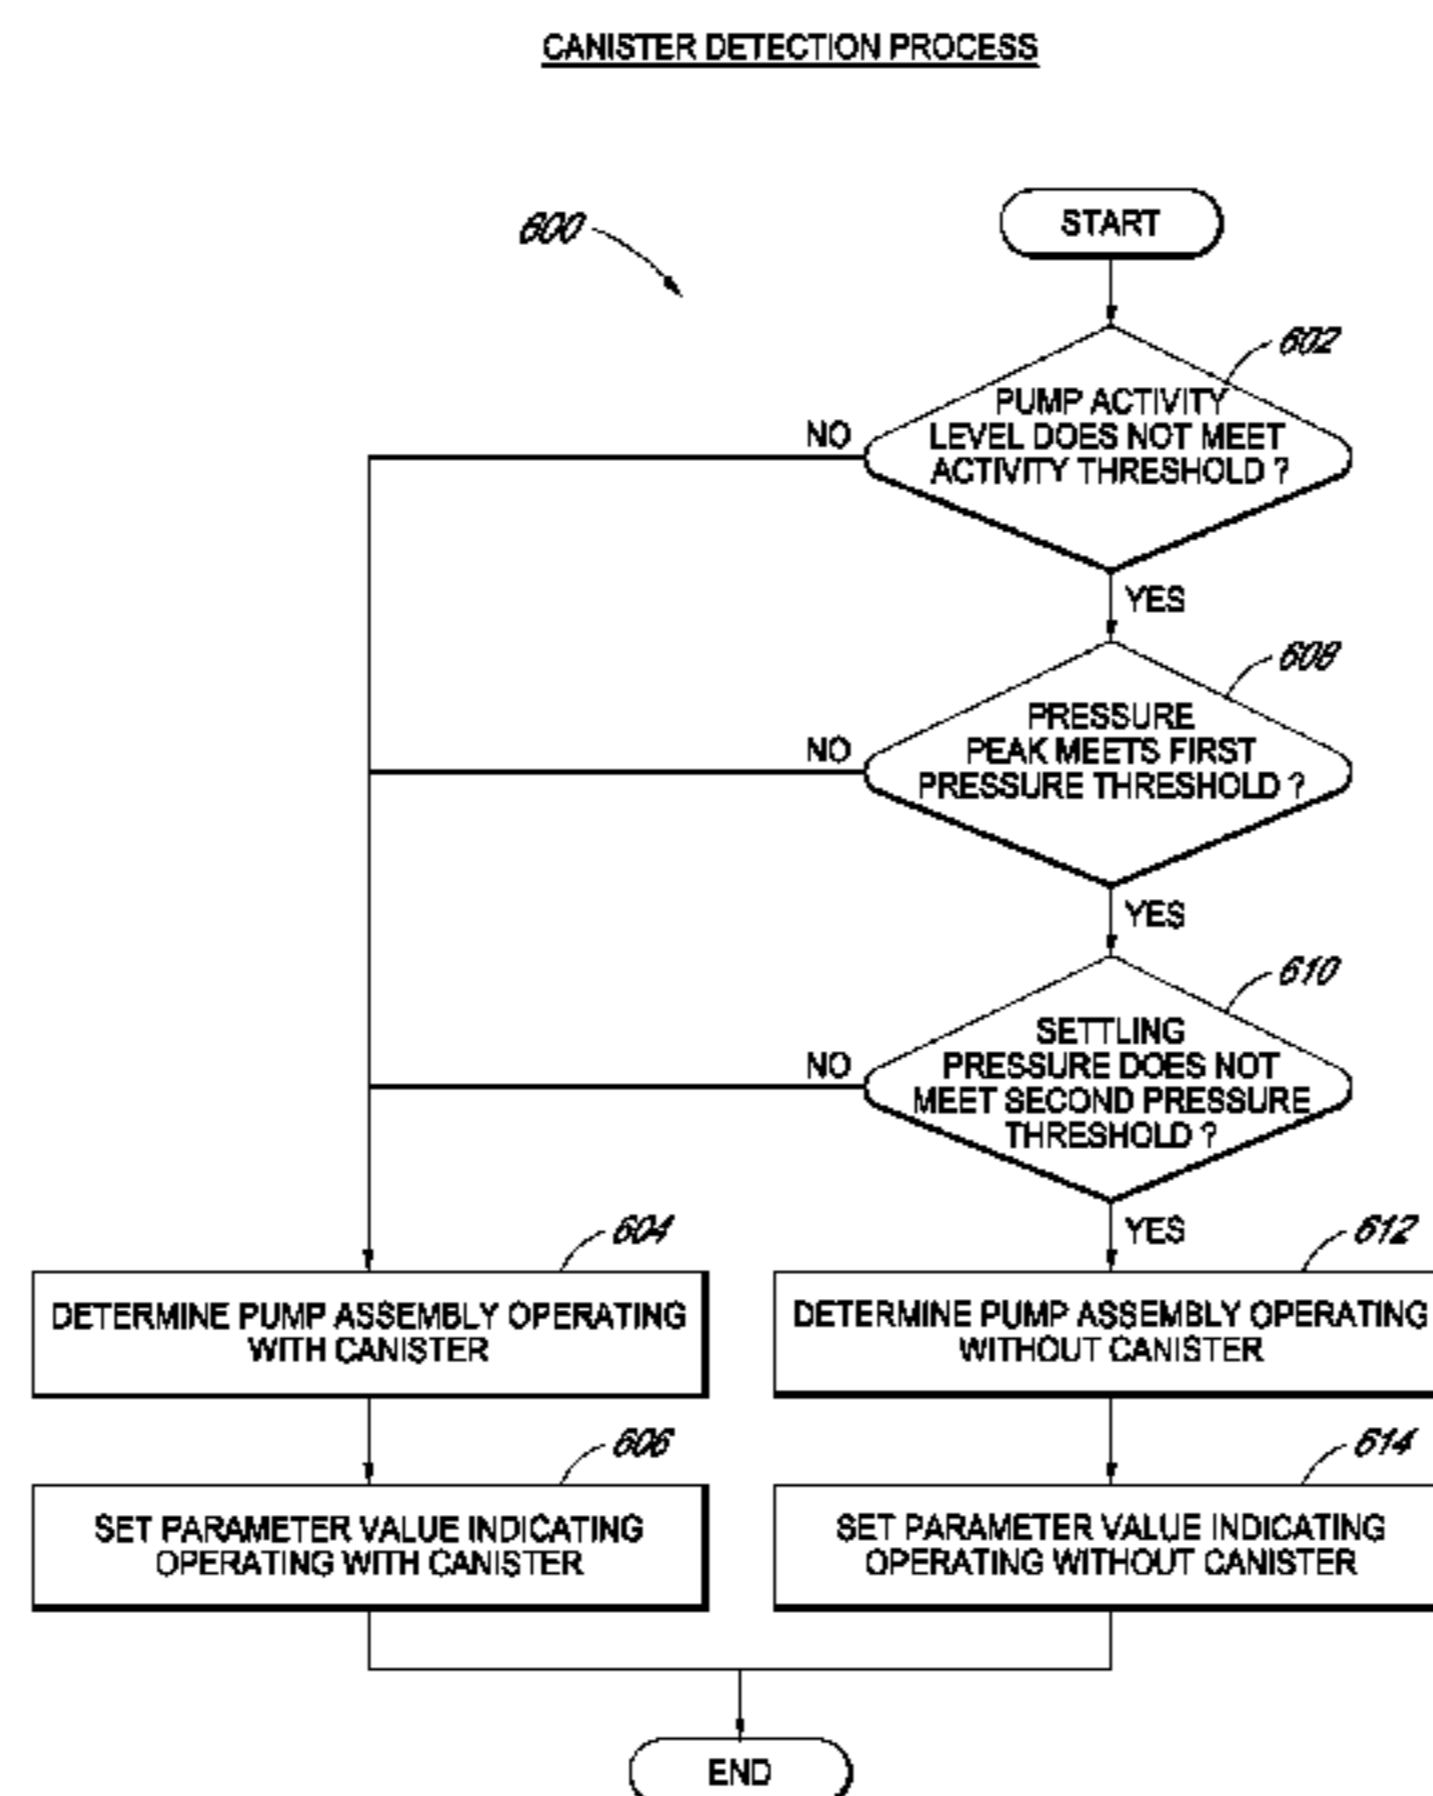 CANISTER DETECTION PROCESS
600
START
602
PUMP ACTIVITY
LEVEL DOES NOT MEET
ACTIVITY THRESHOLD ?
NO
YES
608
PRESSURE
PEAK MEETS FIRST
PRESSURE THRESHOLD ?
NO
YES
610
SETTLING
PRESSURE DOES NOT
MEET SECOND PRESSURE
THRESHOLD ?
NO
YES
604
DETERMINE PUMP ASSEMBLY OPERATING
WITH CANISTER
612
DETERMINE PUMP ASSEMBLY OPERATING
WITHOUT CANISTER
606
SET PARAMETER VALUE INDICATING
OPERATING WITH CANISTER
614
SET PARAMETER VALUE INDICATING
OPERATING WITHOUT CANISTER
END